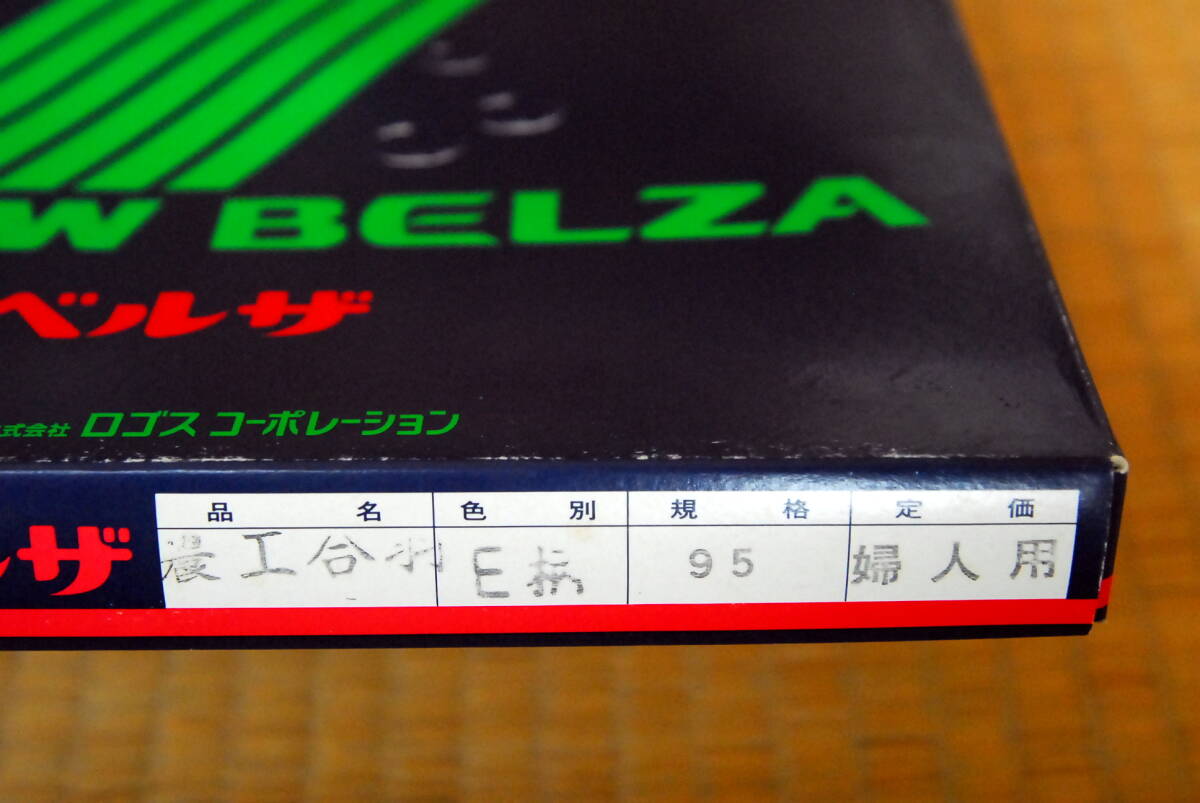 W BELZA
ベルザ
式会社 ロゴス コーポレーション
ルザ
品名 色別 規格 定価
農工合羽 E柄 95 婦人用